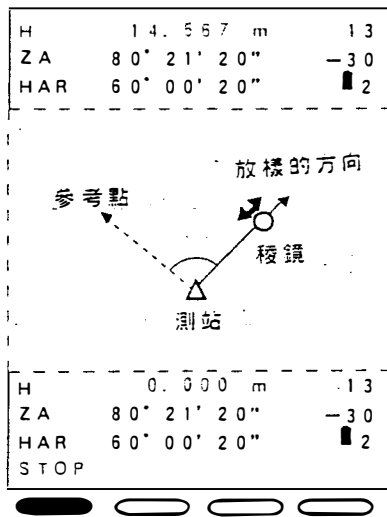 H 14.567 m 13
ZA 80° 21' 20" -30
HAR 60° 00' 20" 2
放樣的方向
參考點
稜鏡
測站
H 0.000 m 13
ZA 80° 21' 20" -30
HAR 60° 00' 20" 2
STOP